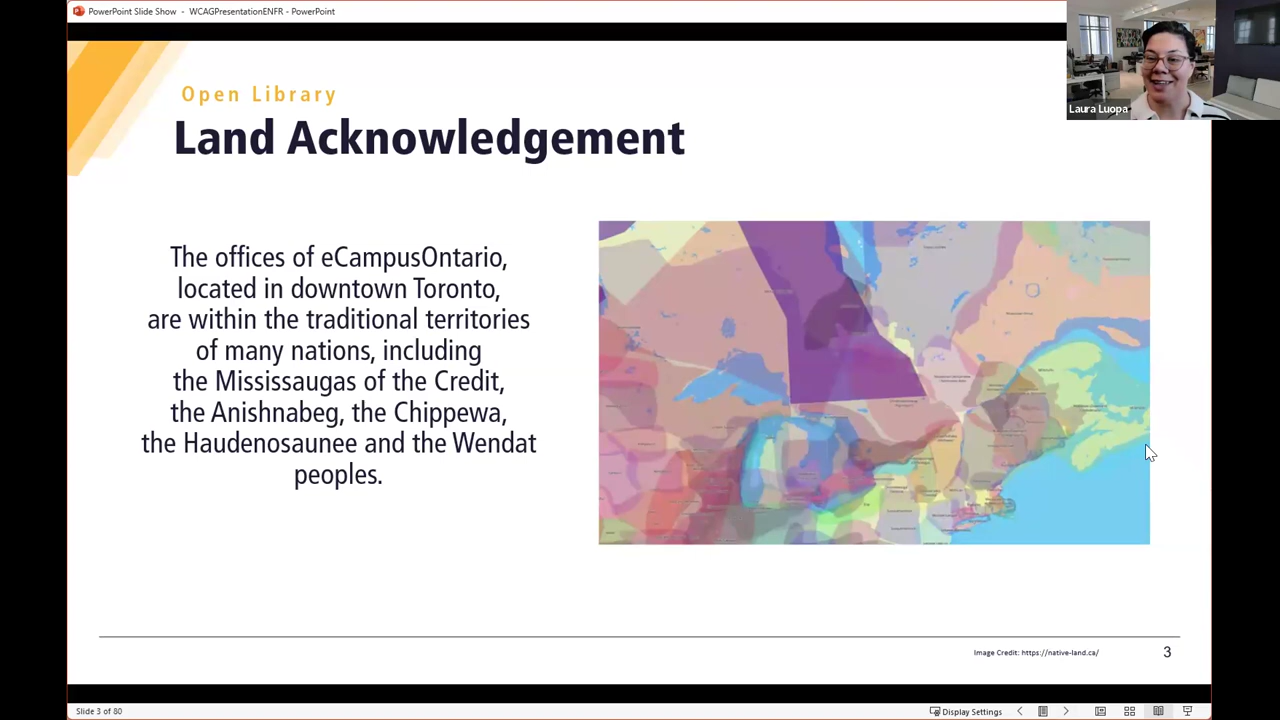 PowerPoint Slide Show - WCAGPresentationENFR - PowerPoint
Laura Luopa
Open Library
Land Acknowledgement
The offices of eCampusOntario,
located in downtown Toronto,
are within the traditional territories
of many nations, including
the Mississaugas of the Credit,
the Anishnabeg, the Chippewa,
the Haudenosaunee and the Wendat
peoples.
Image Credit: https://native-land.ca/
3
Slide 3 of 80
Display Settings